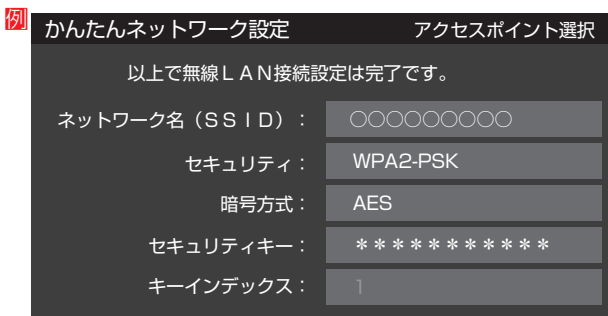 例
かんたんネットワーク設定 アクセスポイント選択
以上で無線ＬＡＮ接続設定は完了です。
ネットワーク名（ＳＳＩＤ）： ○○○○○○○○○
セキュリティ： WPA2-PSK
暗号方式： AES
セキュリティキー： ＊＊＊＊＊＊＊＊＊＊＊
キーインデックス： 1